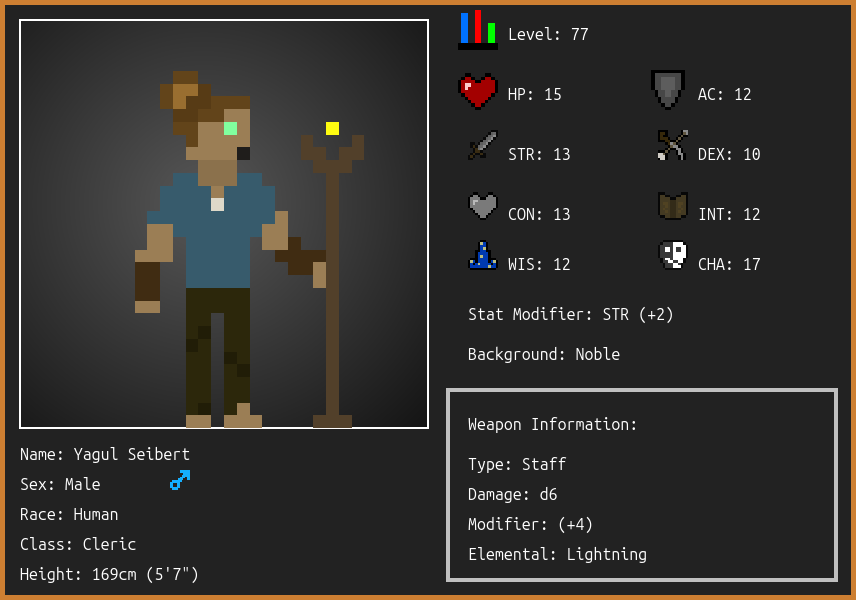 Level: 77
HP: 15
AC: 12
STR: 13
DEX: 10
CON: 13
INT: 12
WIS: 12
CHA: 17
Stat Modifier: STR (+2)
Background: Noble
Weapon Information:
Type: Staff
Damage: d6
Modifier: (+4)
Elemental: Lightning
Name: Yagul Seibert
Sex: Male
Race: Human
Class: Cleric
Height: 169cm (5'7")